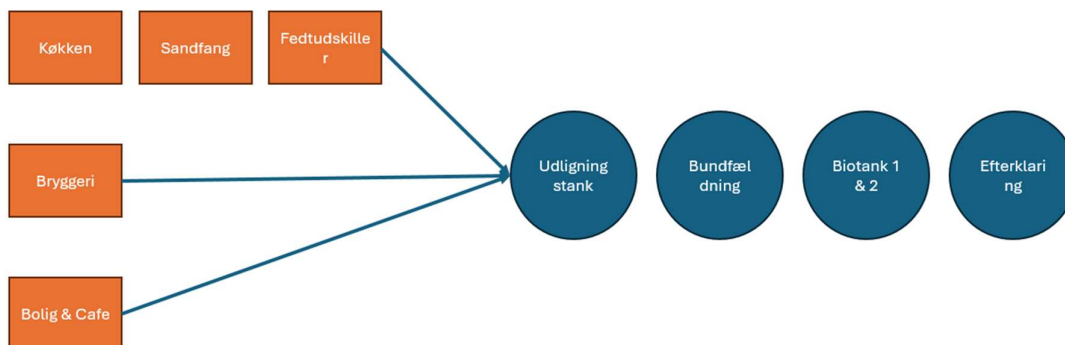 Køkken
Sandfang
Fedtudskille
r
Bryggeri
Bolig & Cafe
Udligning
stank
Bundfæl
dning
Biotank 1
& 2
Efterklari
ng